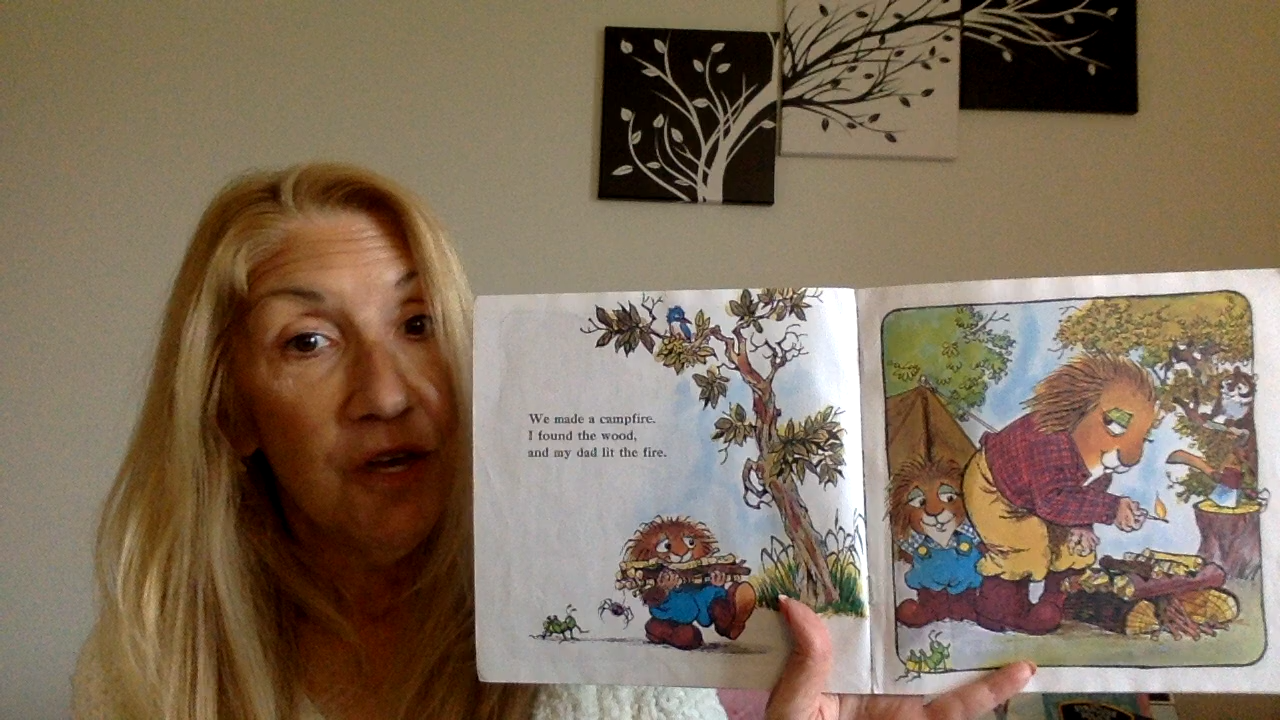 We made a campfire.
I found the wood,
and my dad lit the fire.